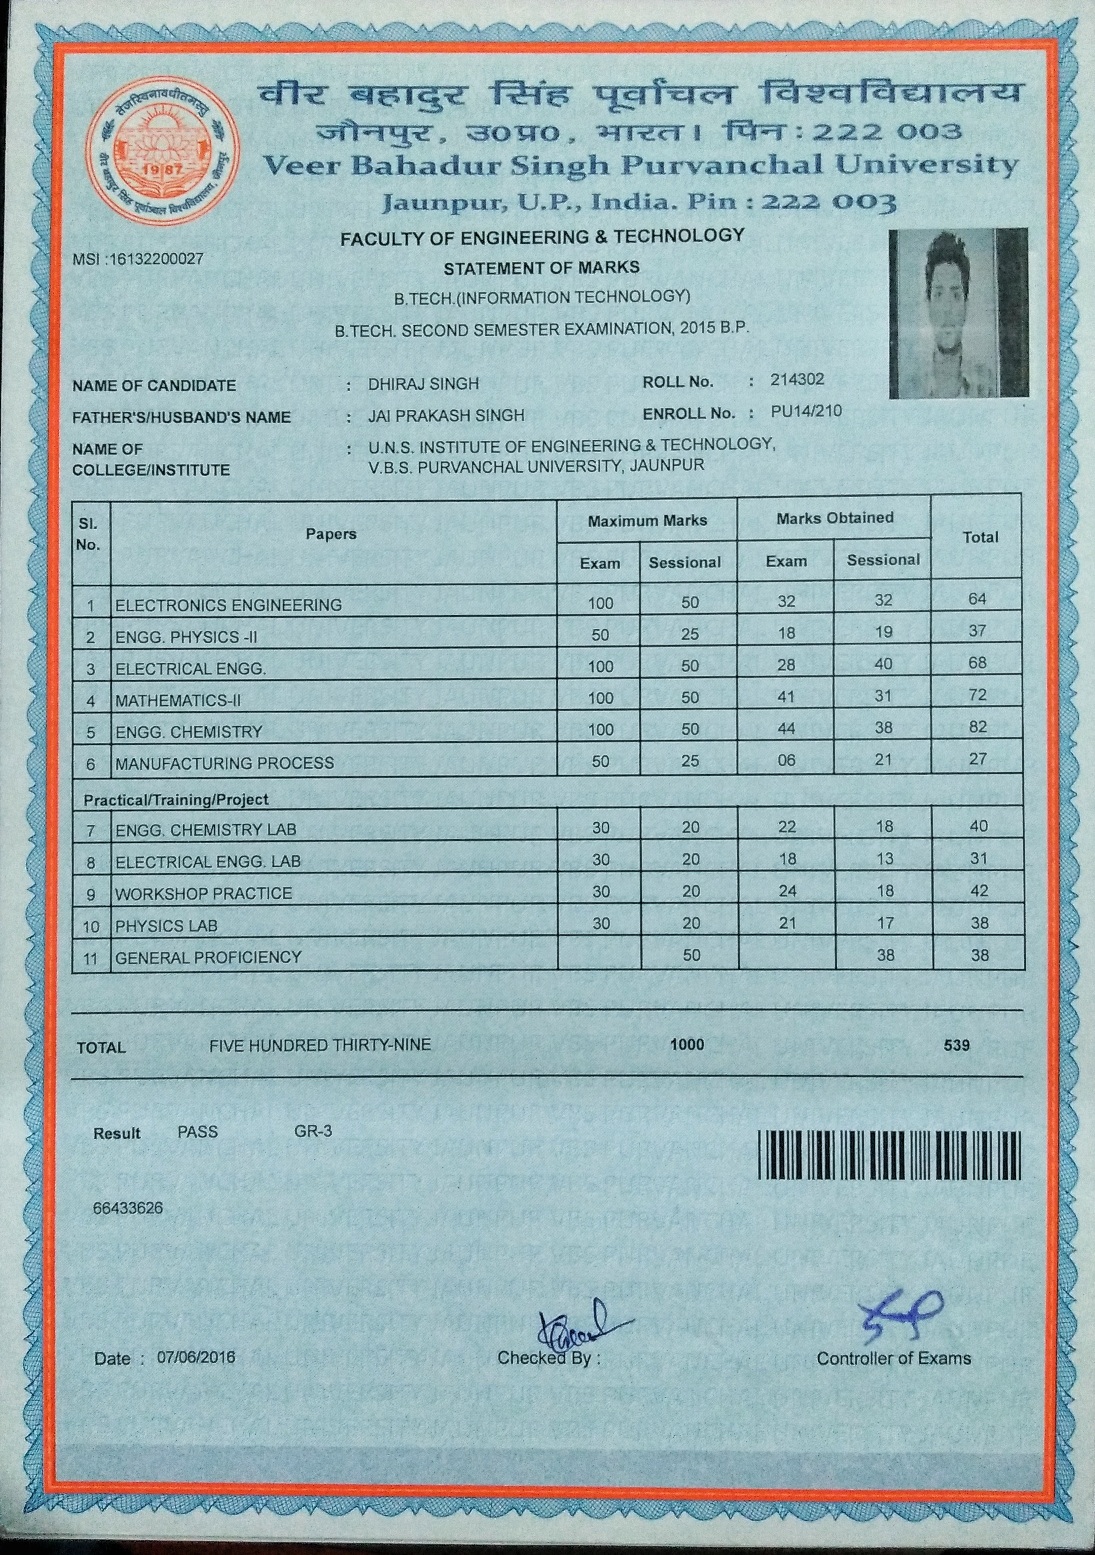 वीर बहादुर सिंह पूर्वांचल विश्वविद्यालय
जौनपुर, उ०प्र०, भारत। पिन : 222 003
Veer Bahadur Singh Purvanchal University
Jaunpur, U.P., India. Pin : 222 003
तेजस्विनावधीतमस्तु
1987
वीर बहादुर सिंह पूर्वांचल विश्वविद्यालय, जौनपुर
MSI :16132200027
FACULTY OF ENGINEERING & TECHNOLOGY
STATEMENT OF MARKS
B.TECH.(INFORMATION TECHNOLOGY)
B.TECH. SECOND SEMESTER EXAMINATION, 2015 B.P.
NAME OF CANDIDATE : DHIRAJ SINGH ROLL No. : 214302
FATHER'S/HUSBAND'S NAME : JAI PRAKASH SINGH ENROLL No. : PU14/210
NAME OF : U.N.S. INSTITUTE OF ENGINEERING & TECHNOLOGY,
COLLEGE/INSTITUTE V.B.S. PURVANCHAL UNIVERSITY, JAUNPUR
Sl. No. Papers Maximum Marks Marks Obtained Total
Exam Sessional Exam Sessional
1 ELECTRONICS ENGINEERING 100 50 32 32 64
2 ENGG. PHYSICS -II 50 25 18 19 37
3 ELECTRICAL ENGG. 100 50 28 40 68
4 MATHEMATICS-II 100 50 41 31 72
5 ENGG. CHEMISTRY 100 50 44 38 82
6 MANUFACTURING PROCESS 50 25 06 21 27
Practical/Training/Project
7 ENGG. CHEMISTRY LAB 30 20 22 18 40
8 ELECTRICAL ENGG. LAB 30 20 18 13 31
9 WORKSHOP PRACTICE 30 20 24 18 42
10 PHYSICS LAB 30 20 21 17 38
11 GENERAL PROFICIENCY 50 38 38
TOTAL FIVE HUNDRED THIRTY-NINE 1000 539
Result PASS GR-3
66433626
Date : 07/06/2016 Checked By : Controller of Exams